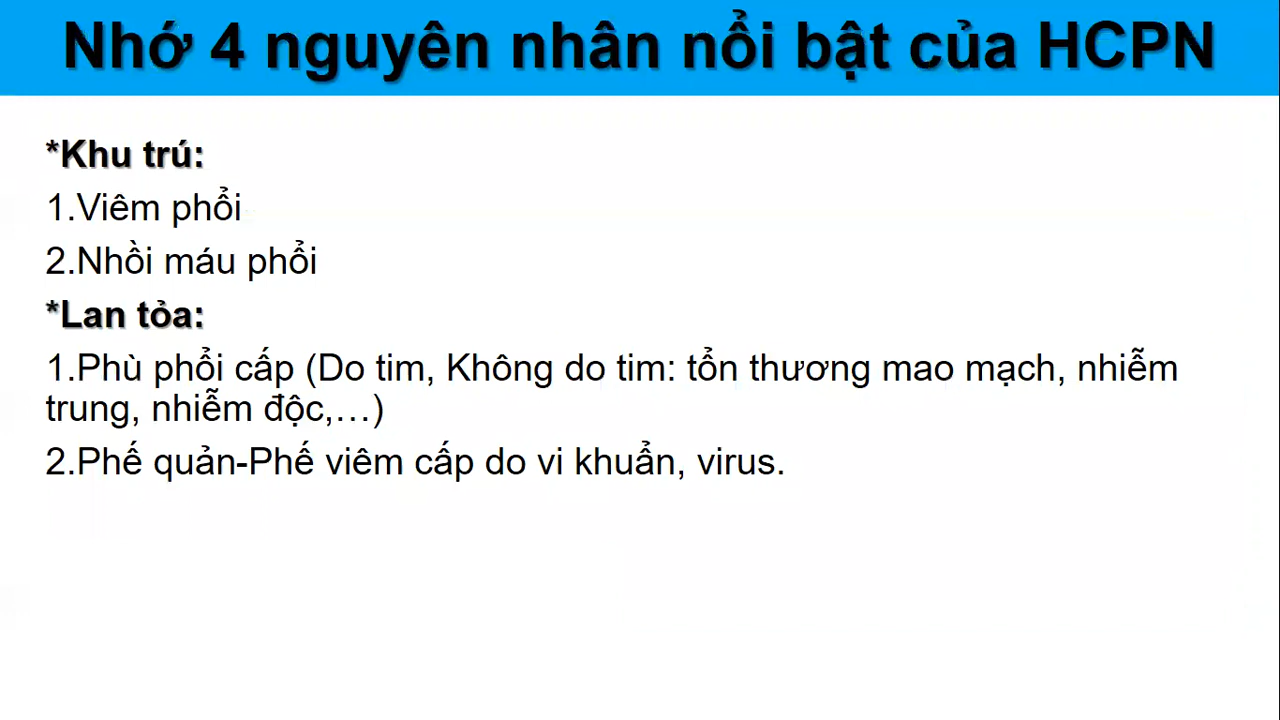 Nhớ 4 nguyên nhân nổi bật của HCPN
*Khu trú:
1.Viêm phổi
2.Nhồi máu phổi
*Lan tỏa:
1.Phù phổi cấp (Do tim, Không do tim: tổn thương mao mạch, nhiễm
trung, nhiễm độc,…)
2.Phế quản-Phế viêm cấp do vi khuẩn, virus.